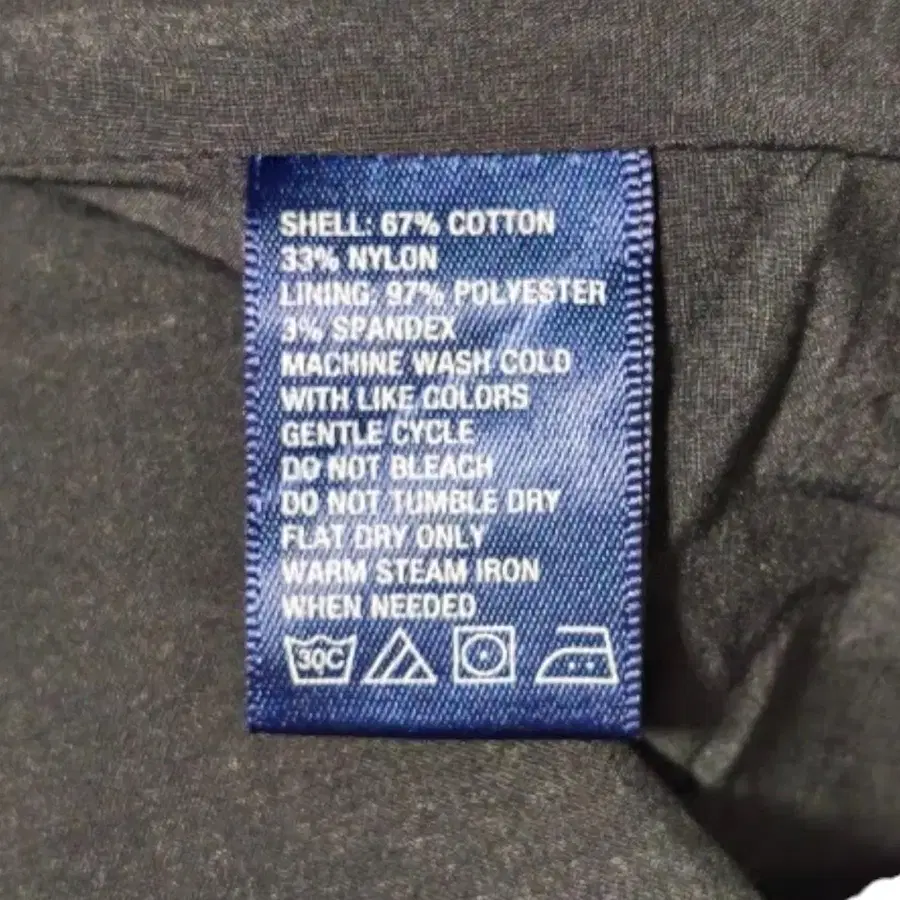 SHELL: 67% COTTON
33% NYLON
LINING: 97% POLYESTER
3% SPANDEX
MACHINE WASH COLD
WITH LIKE COLORS
GENTLE CYCLE
DO NOT BLEACH
DO NOT TUMBLE DRY
FLAT DRY ONLY
WARM STEAM IRON
WHEN NEEDED
30C